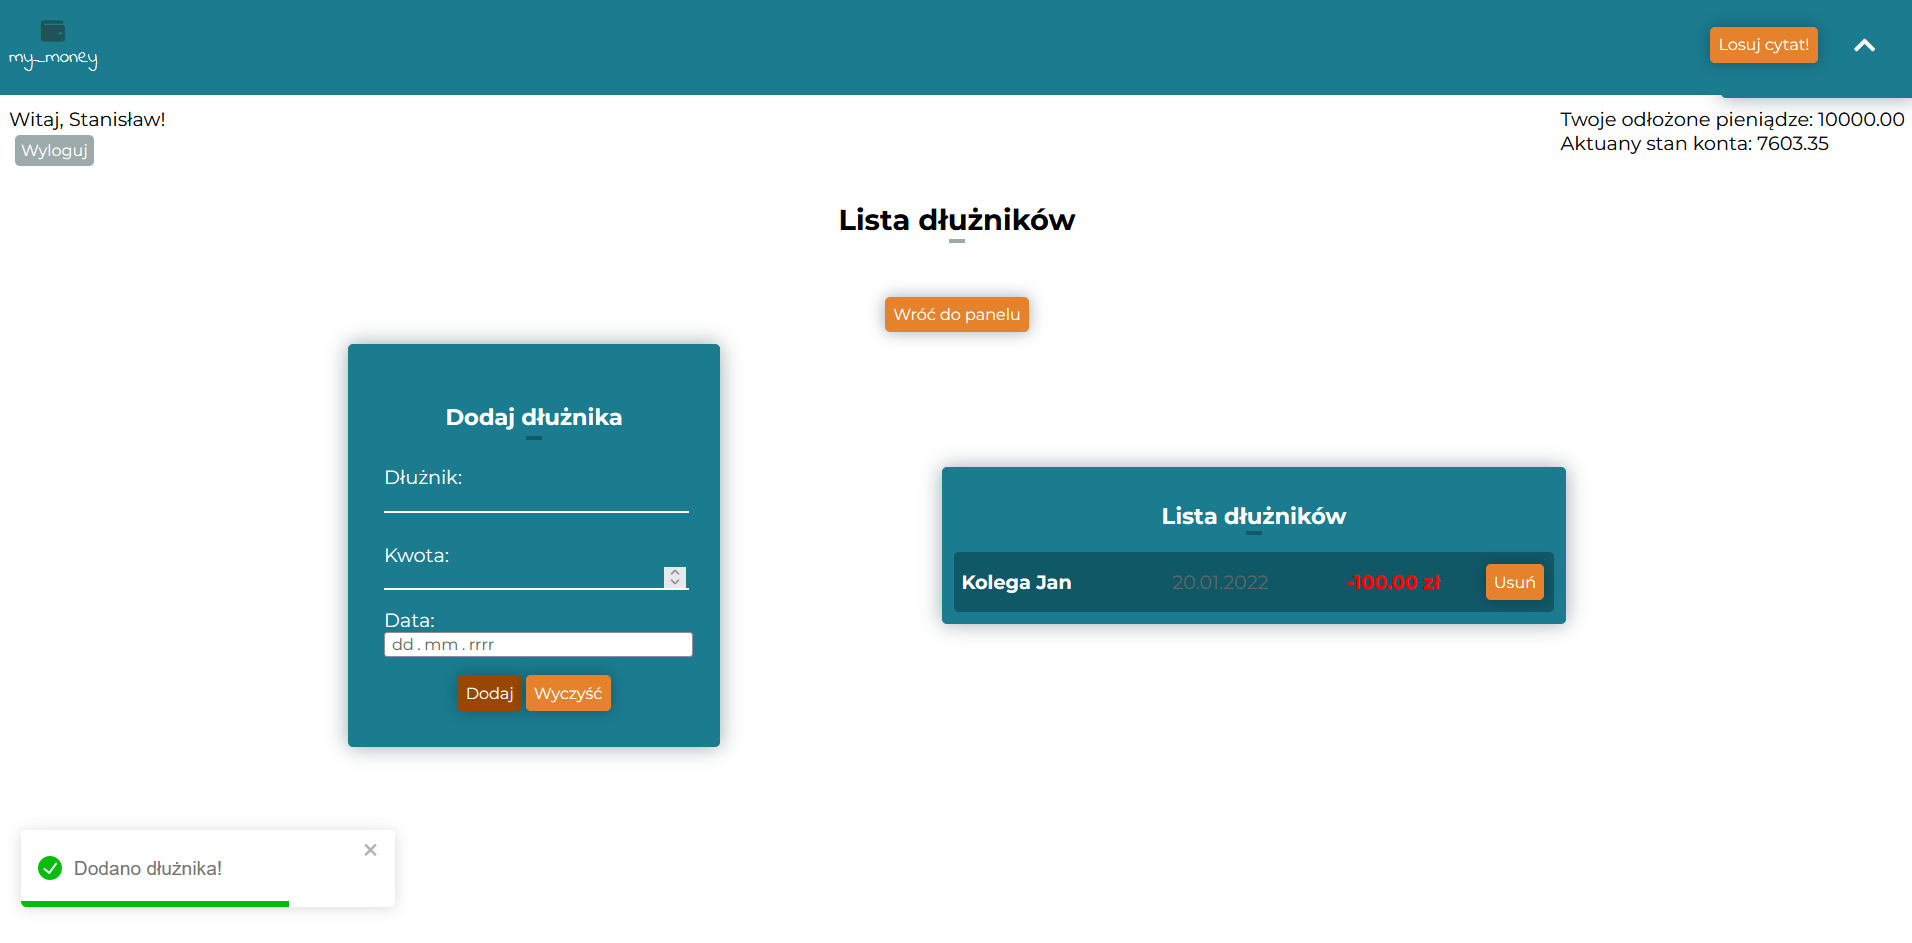 my_money
Losuj cytat!
Witaj, Stanisław!
Wyloguj
Twoje odłożone pieniądze: 10000.00
Aktuany stan konta: 7603.35
Lista dłużników
Wróć do panelu
Dodaj dłużnika
Dłużnik:
Kwota:
Data:
dd.mm.rrrr
Dodaj Wyczyść
Lista dłużników
Kolega Jan 20.01.2022 -100.00 zł Usuń
Dodano dłużnika!